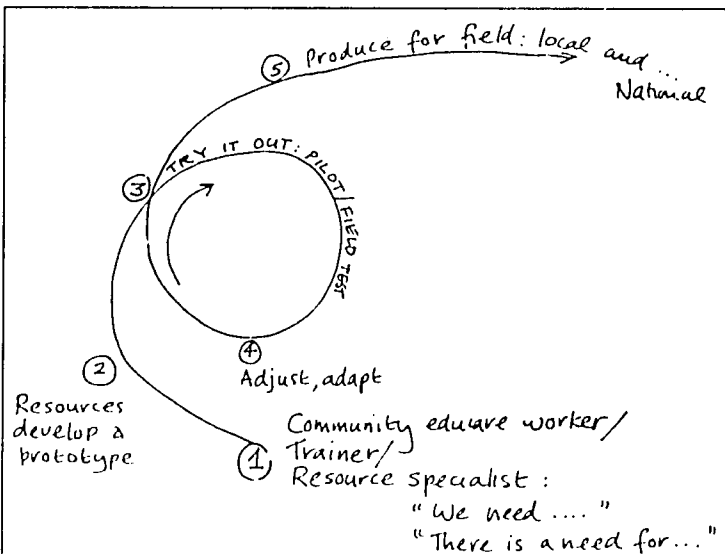 ⑤ Produce for field: local and ...
National
③ TRY IT OUT: PILOT/FIELD TEST
④
Adjust, adapt
②
Resources
develop a
prototype
① Community educare worker/
Trainer/
Resource specialist:
"We need ...."
"There is a need for..."